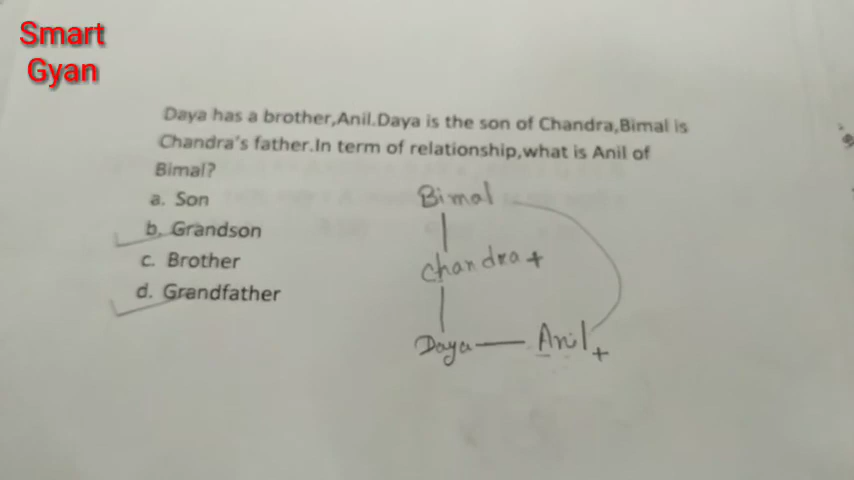 Smart
Gyan
Daya has a brother,Anil.Daya is the son of Chandra,Bimal is
Chandra's father.In term of relationship,what is Anil of
Bimal?
a. Son
b. Grandson
c. Brother
d. Grandfather
Bimal
Chandra +
Daya — Anil +